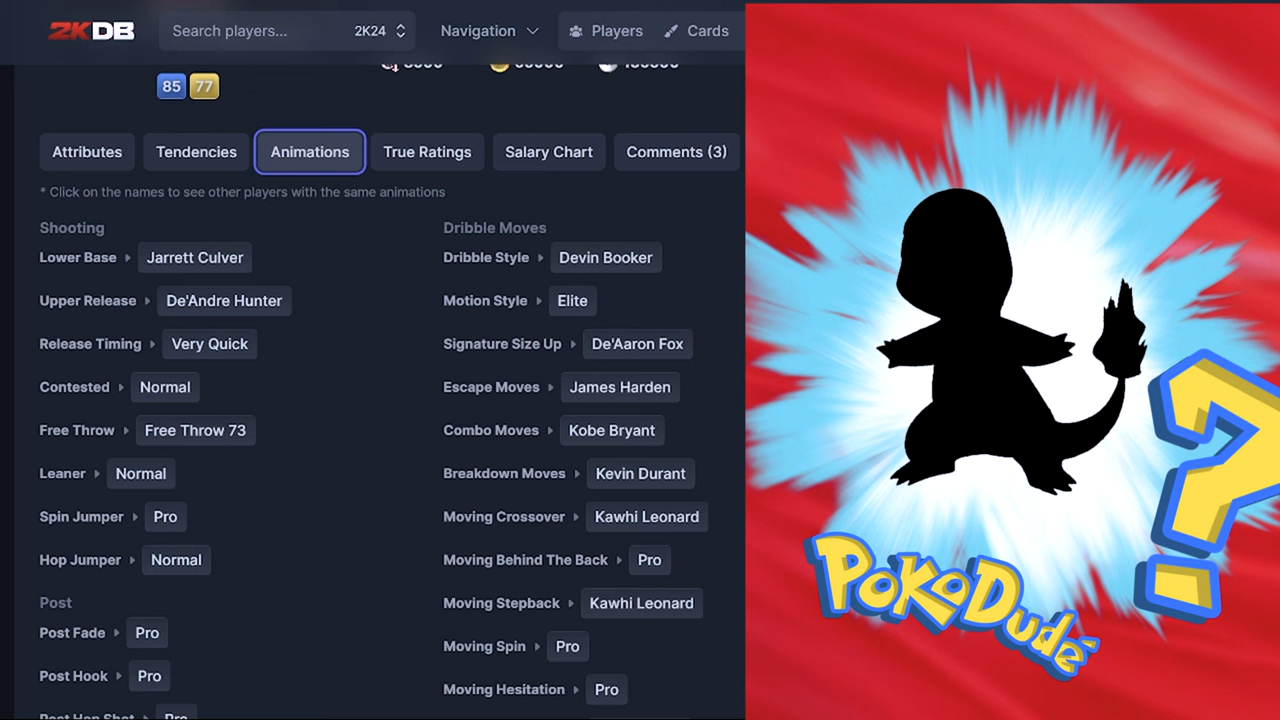 2KDB
Search players...
2K24
Navigation
Players
Cards
85
77
Attributes
Tendencies
Animations
True Ratings
Salary Chart
Comments (3)
* Click on the names to see other players with the same animations
Shooting
Lower Base Jarrett Culver
Upper Release De'Andre Hunter
Release Timing Very Quick
Contested Normal
Free Throw Free Throw 73
Leaner Normal
Spin Jumper Pro
Hop Jumper Normal
Post
Post Fade Pro
Post Hook Pro
Post Hop Shot Pro
Dribble Moves
Dribble Style Devin Booker
Motion Style Elite
Signature Size Up De'Aaron Fox
Escape Moves James Harden
Combo Moves Kobe Bryant
Breakdown Moves Kevin Durant
Moving Crossover Kawhi Leonard
Moving Behind The Back Pro
Moving Stepback Kawhi Leonard
Moving Spin Pro
Moving Hesitation Pro
?
PoKoDudé